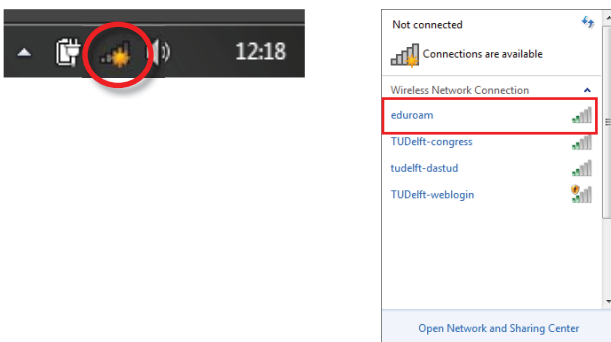 12:18
Not connected
Connections are available
Wireless Network Connection
eduroam
TUDelft-congress
tudelft-dastud
TUDelft-weblogin
Open Network and Sharing Center